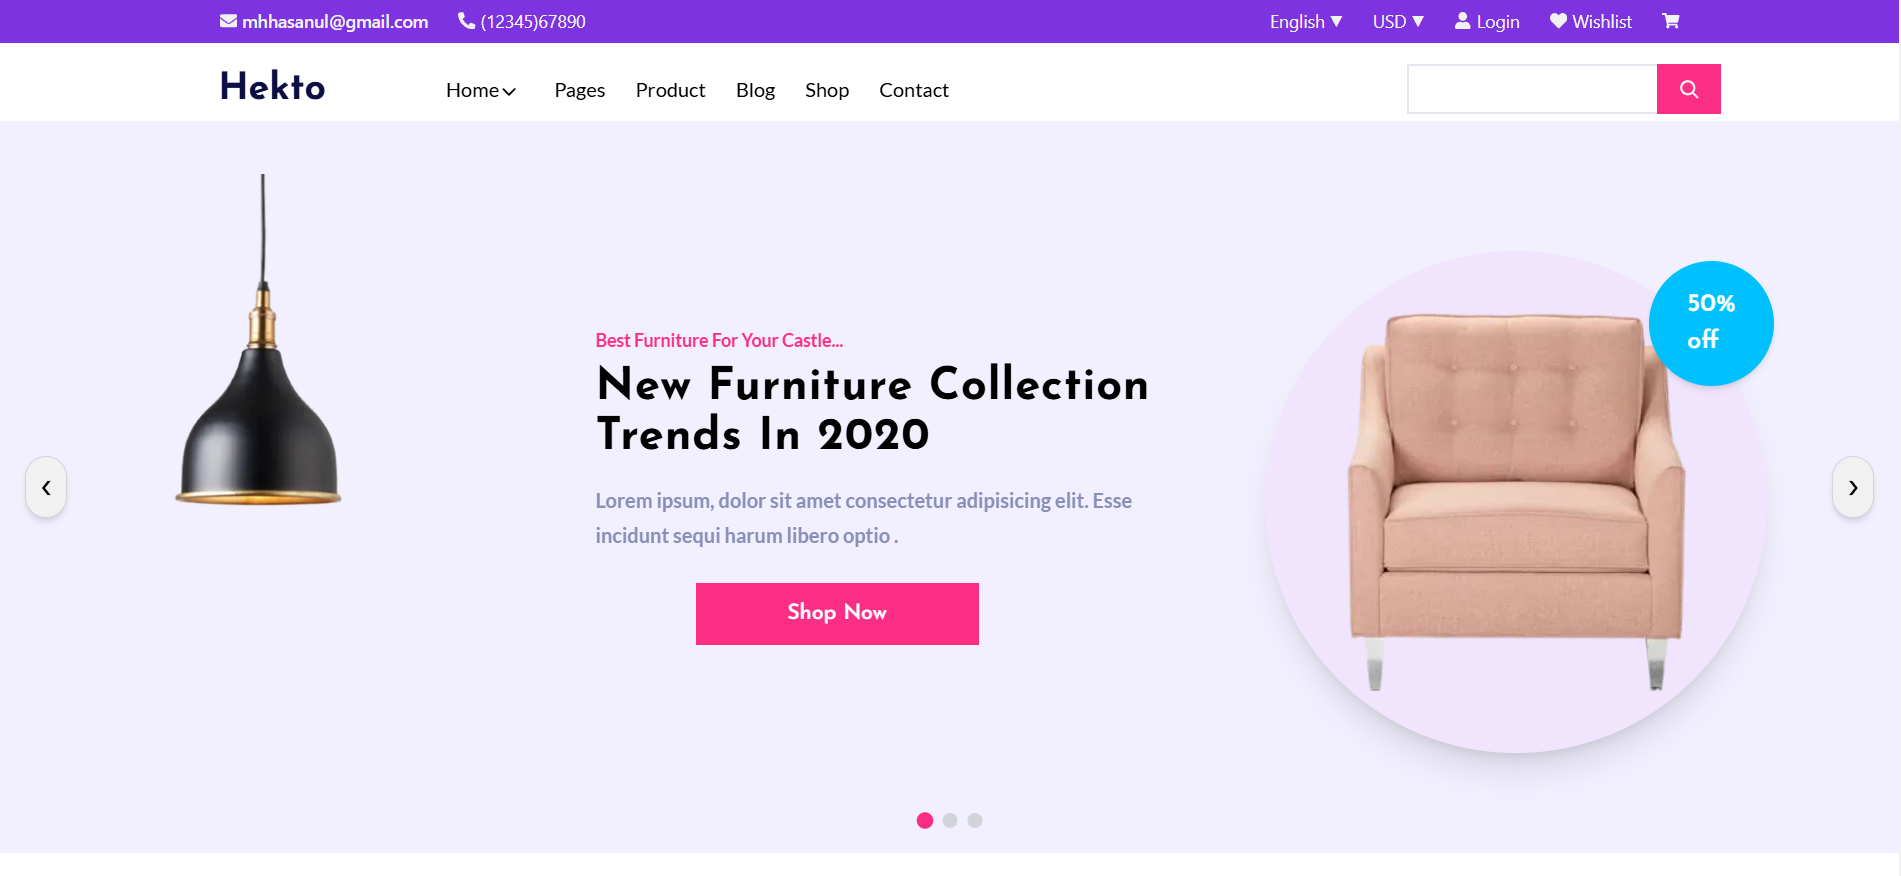 mhhasanul@gmail.com (12345)67890 English ▼ USD ▼ Login Wishlist
Hekto Home Pages Product Blog Shop Contact
50%
off
Best Furniture For Your Castle...
New Furniture Collection
Trends In 2020
Lorem ipsum, dolor sit amet consectetur adipisicing elit. Esse
incidunt sequi harum libero optio .
Shop Now